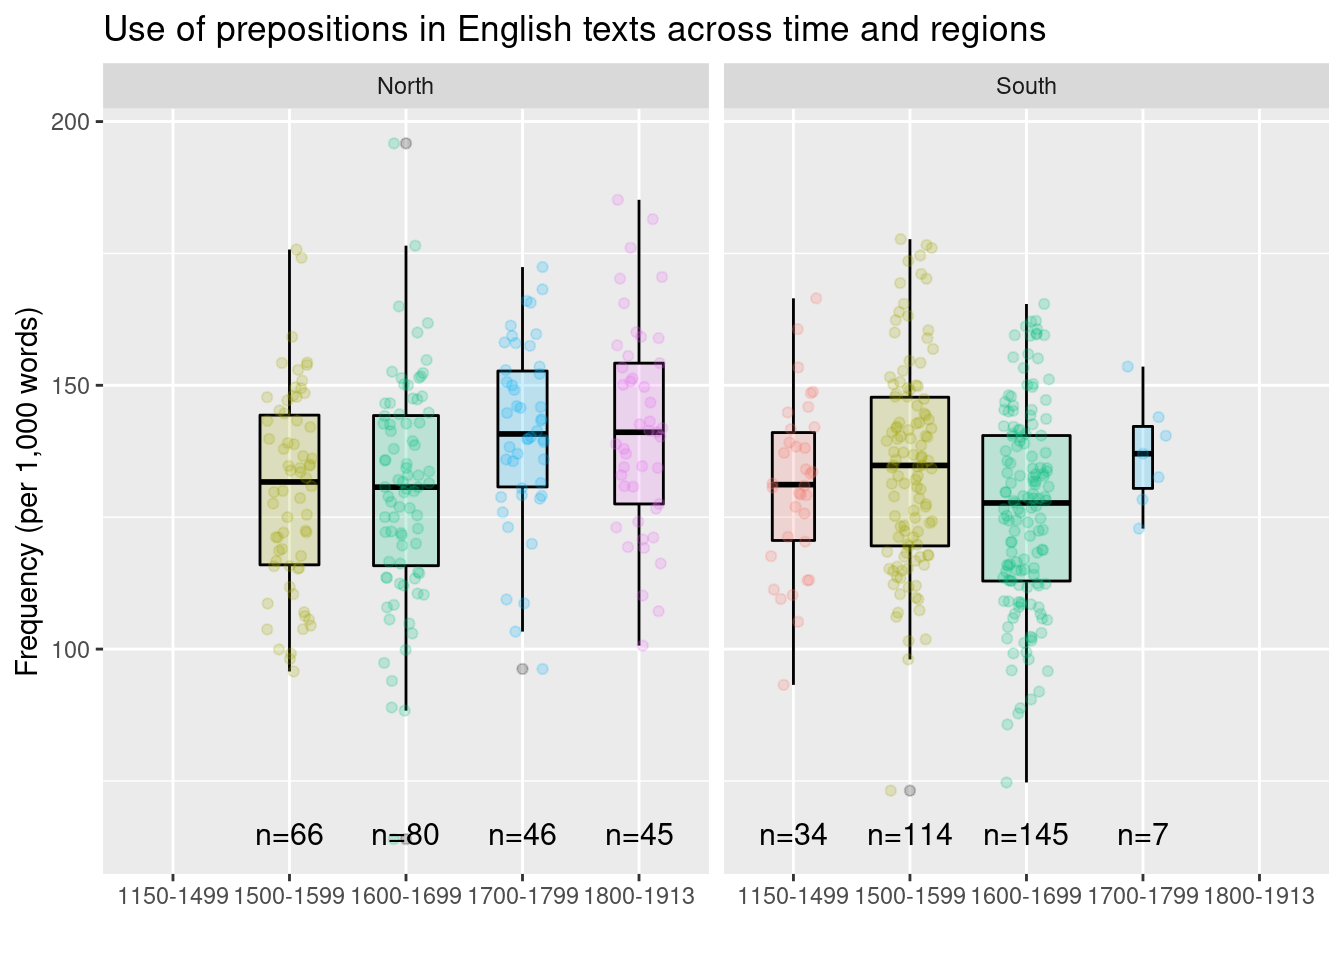 Use of prepositions in English texts across time and regions
North
South
Frequency (per 1,000 words)
200
150
100
n=66 n=80 n=46 n=45
n=34 n=114 n=145 n=7
1150-1499 1500-1599 1600-1699 1700-1799 1800-1913
1150-1499 1500-1599 1600-1699 1700-1799 1800-1913